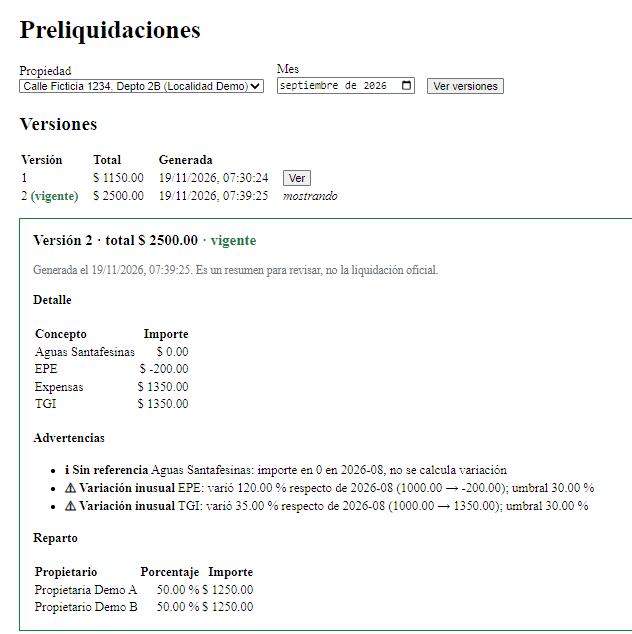 Preliquidaciones
Propiedad
Mes
Calle Ficticia 1234, Depto 2B (Localidad Demo)
septiembre de 2026
Ver versiones
Versiones
Versión Total Generada
1 $ 1150.00 19/11/2026, 07:30:24 Ver
2 (vigente) $ 2500.00 19/11/2026, 07:39:25 mostrando
Versión 2 · total $ 2500.00 · vigente
Generada el 19/11/2026, 07:39:25. Es un resumen para revisar, no la liquidación oficial.
Detalle
Concepto Importe
Aguas Santafesinas $ 0.00
EPE $ -200.00
Expensas $ 1350.00
TGI $ 1350.00
Advertencias
• ℹ Sin referencia Aguas Santafesinas: importe en 0 en 2026-08, no se calcula variación
• ⚠ Variación inusual EPE: varió 120.00 % respecto de 2026-08 (1000.00 → -200.00); umbral 30.00 %
• ⚠ Variación inusual TGI: varió 35.00 % respecto de 2026-08 (1000.00 → 1350.00); umbral 30.00 %
Reparto
Propietario Porcentaje Importe
Propietaria Demo A 50.00 % $ 1250.00
Propietario Demo B 50.00 % $ 1250.00